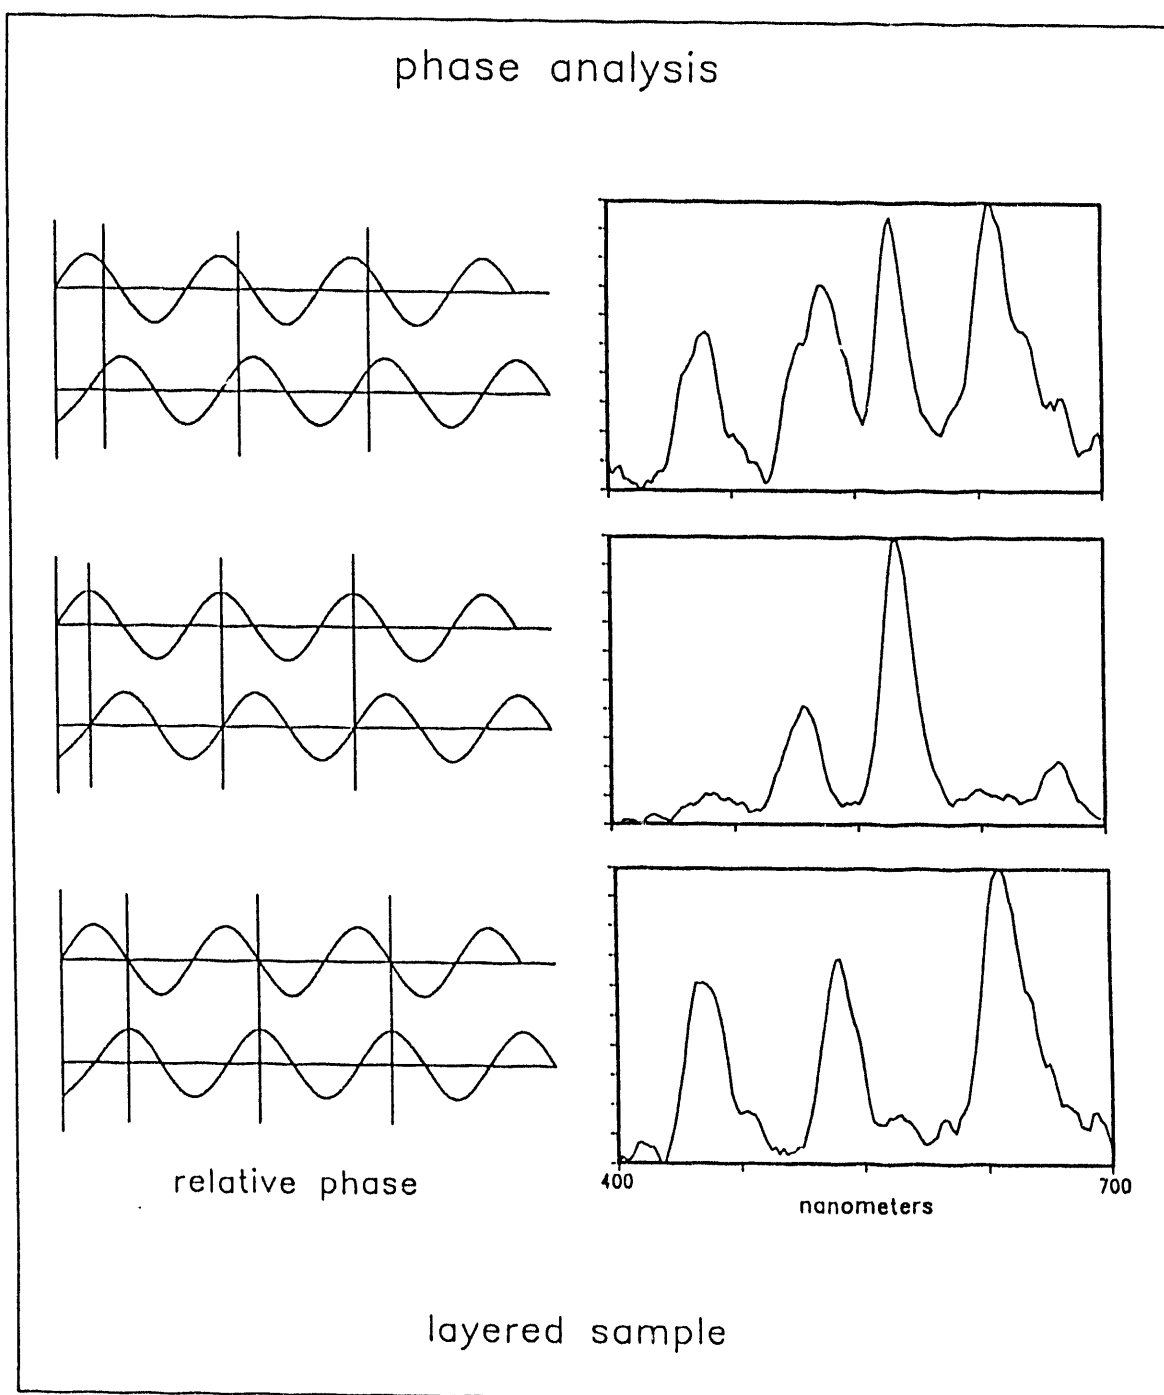 phase analysis
relative phase
400
700
nanometers
layered sample